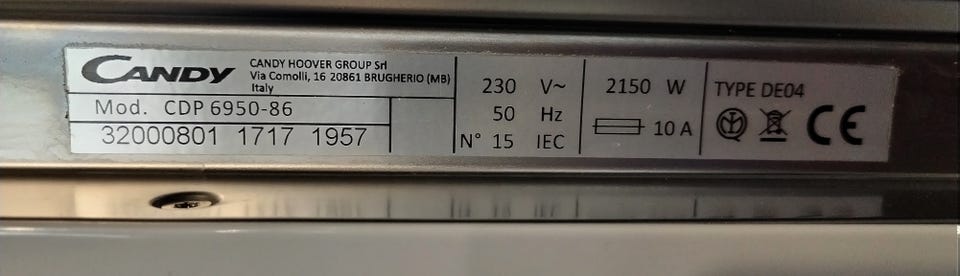 CANDY
CANDY HOOVER GROUP Srl
Via Comolli, 16 20861 BRUGHERIO (MB)
Italy
Mod. CDP 6950-86
32000801 1717 1957
230 V~
50 Hz
N° 15 IEC
2150 W
10 A
TYPE DE04
CE